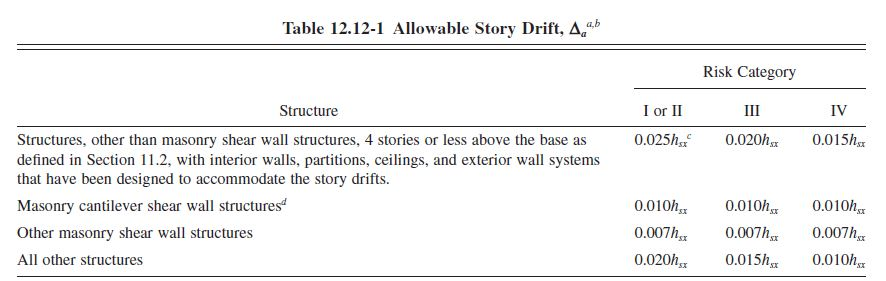 Table 12.12-1 Allowable Story Drift, Δₐᵃ,ᵇ
Risk Category
Structure I or II III IV
Structures, other than masonry shear wall structures, 4 stories or less above the base as 0.025hₛₓᶜ 0.020hₛₓ 0.015hₛₓ
defined in Section 11.2, with interior walls, partitions, ceilings, and exterior wall systems
that have been designed to accommodate the story drifts.
Masonry cantilever shear wall structuresᵈ 0.010hₛₓ 0.010hₛₓ 0.010hₛₓ
Other masonry shear wall structures 0.007hₛₓ 0.007hₛₓ 0.007hₛₓ
All other structures 0.020hₛₓ 0.015hₛₓ 0.010hₛₓ